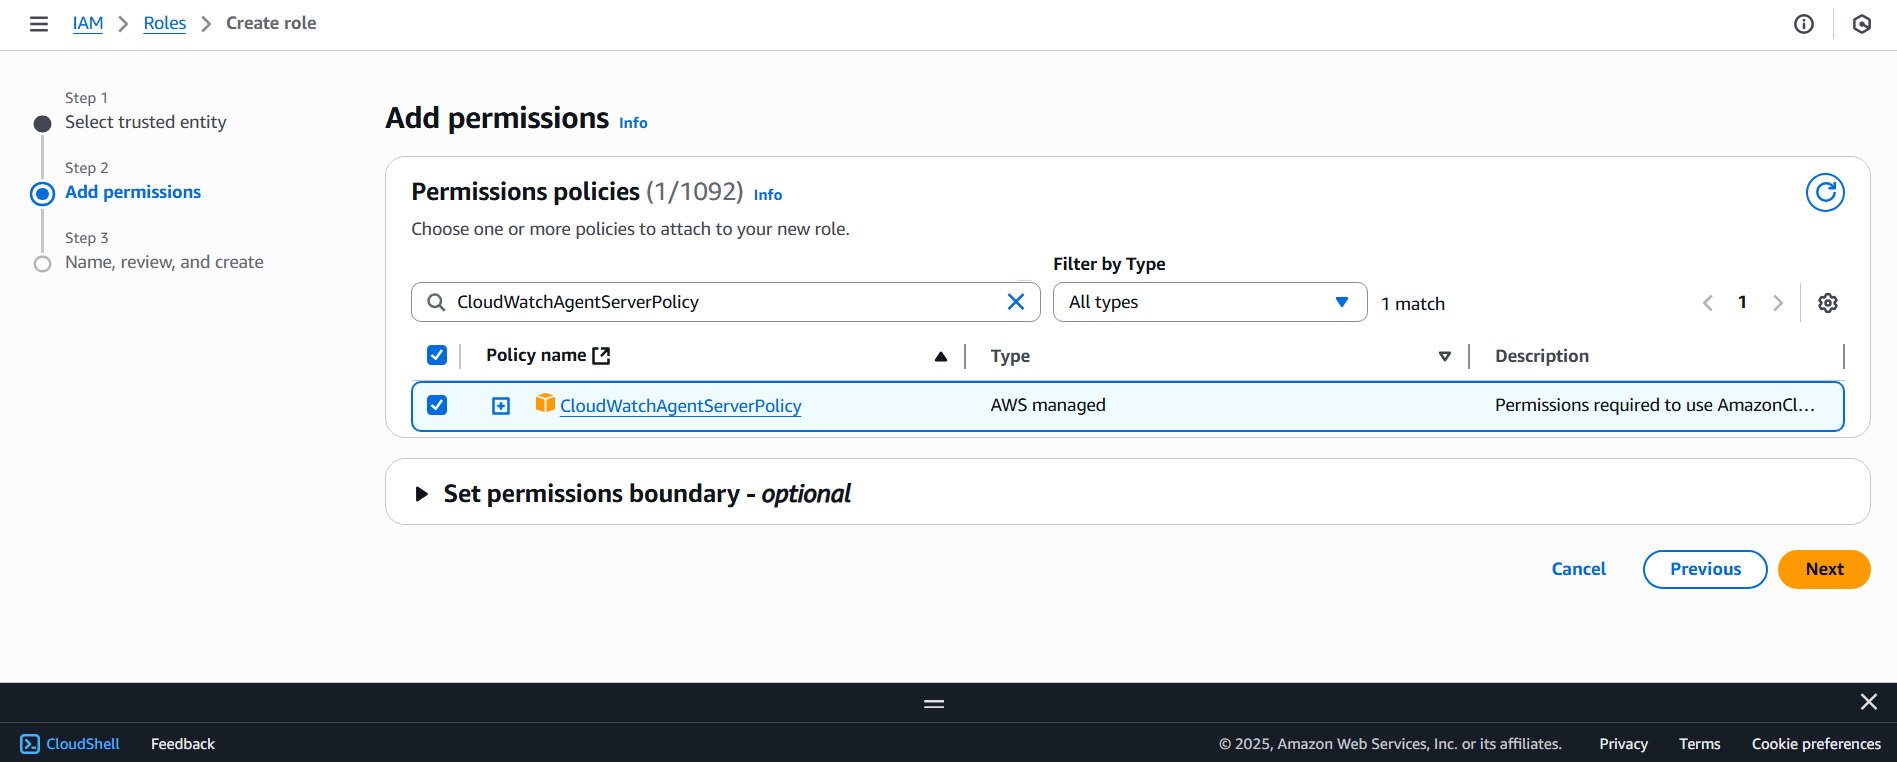 IAM > Roles > Create role
Step 1
Select trusted entity
Step 2
Add permissions
Step 3
Name, review, and create
Add permissions Info
Permissions policies (1/1092) Info
Choose one or more policies to attach to your new role.
Filter by Type
CloudWatchAgentServerPolicy All types 1 match 1
Policy name Type Description
CloudWatchAgentServerPolicy AWS managed Permissions required to use AmazonCl...
Set permissions boundary - optional
Cancel Previous Next
CloudShell Feedback © 2025, Amazon Web Services, Inc. or its affiliates. Privacy Terms Cookie preferences